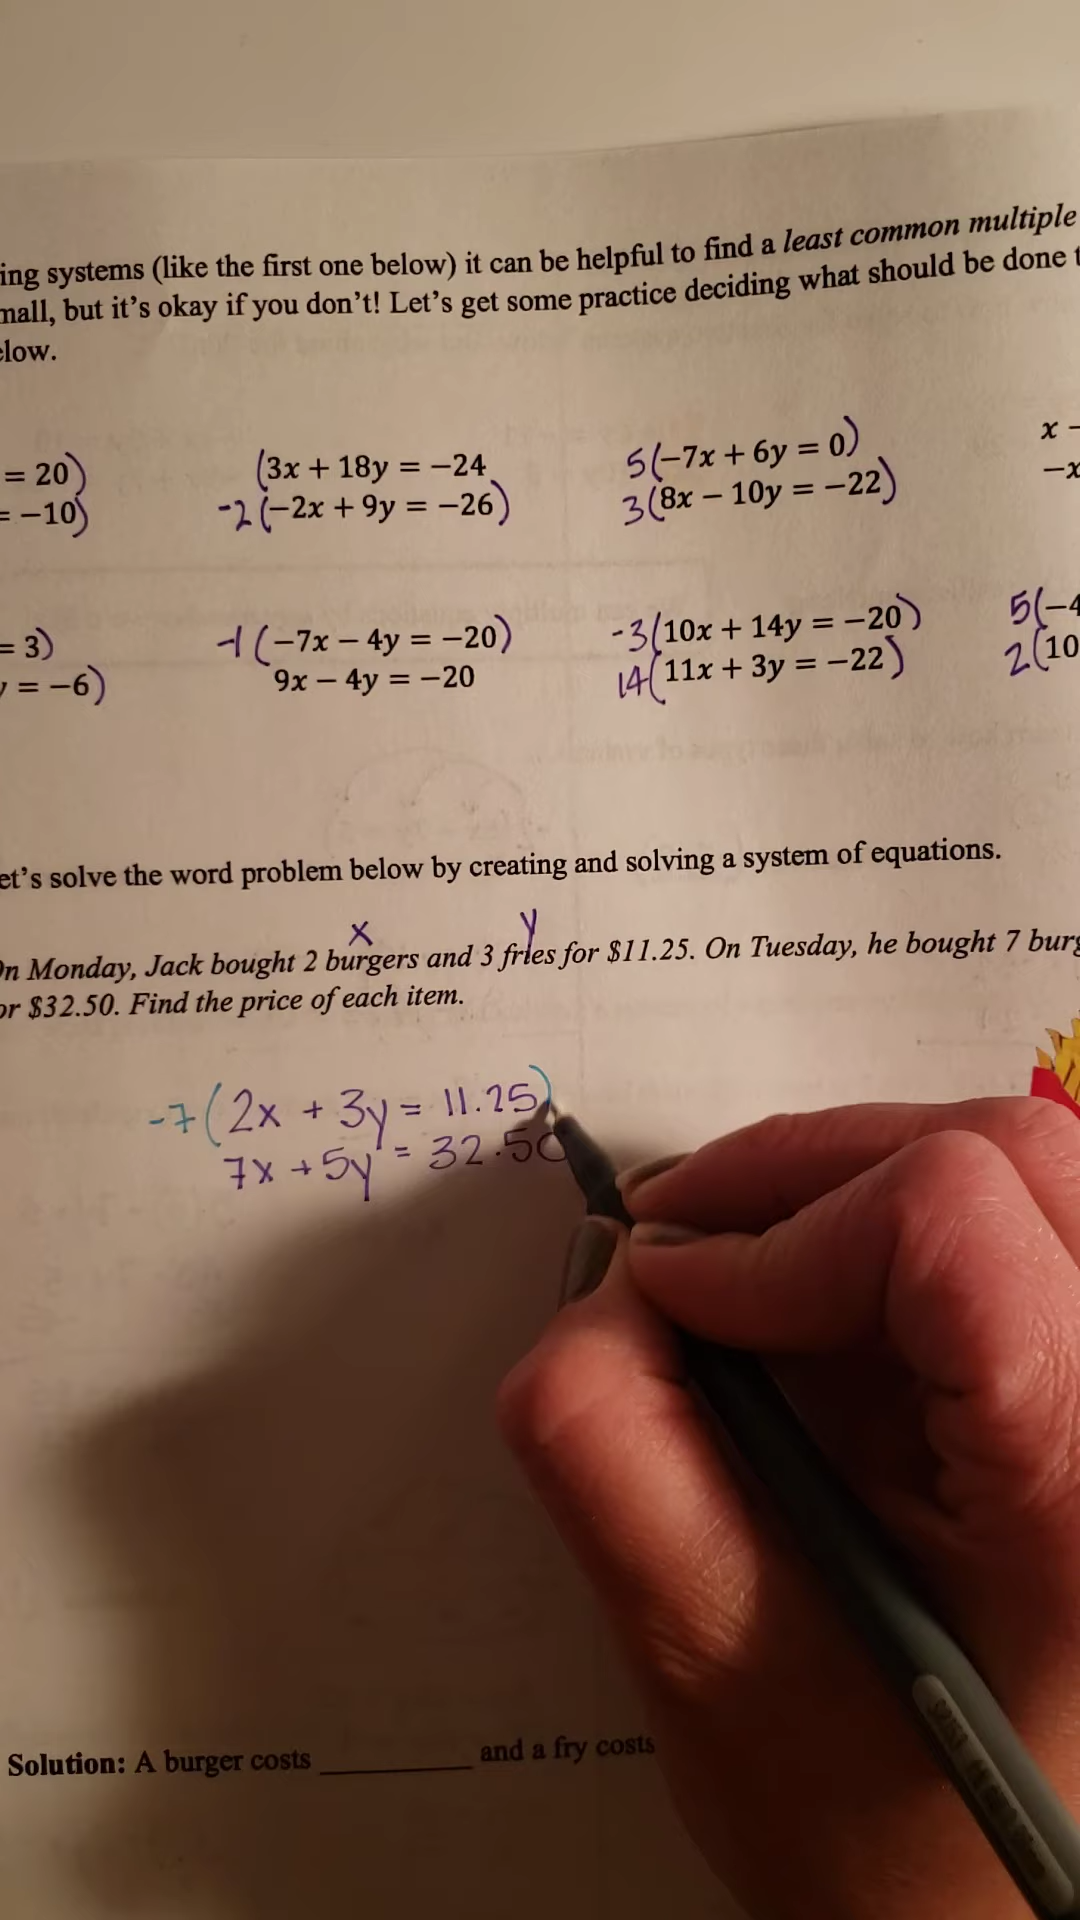 ing systems (like the first one below) it can be helpful to find a least common multiple
mall, but it's okay if you don't! Let's get some practice deciding what should be done t
elow.
= 20) (3x + 18y = −24 5(−7x + 6y = 0) x −
= −10) -2(−2x + 9y = −26) 3(8x − 10y = −22) −x
= 3) -1(−7x − 4y = −20) -3(10x + 14y = −20) 5(−4
y = −6) 9x − 4y = −20 14(11x + 3y = −22) 2(10
et's solve the word problem below by creating and solving a system of equations.
x y
On Monday, Jack bought 2 burgers and 3 fries for $11.25. On Tuesday, he bought 7 burg
or $32.50. Find the price of each item.
-7(2x + 3y = 11.25)
7x + 5y = 32.50
Solution: A burger costs ________ and a fry costs